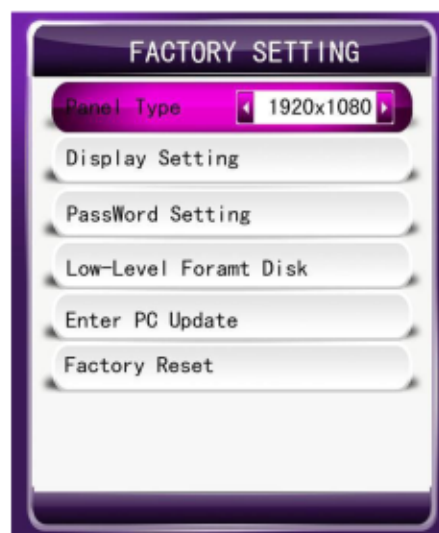 FACTORY SETTING
Panel Type 1920x1080
Display Setting
PassWord Setting
Low-Level Foramt Disk
Enter PC Update
Factory Reset